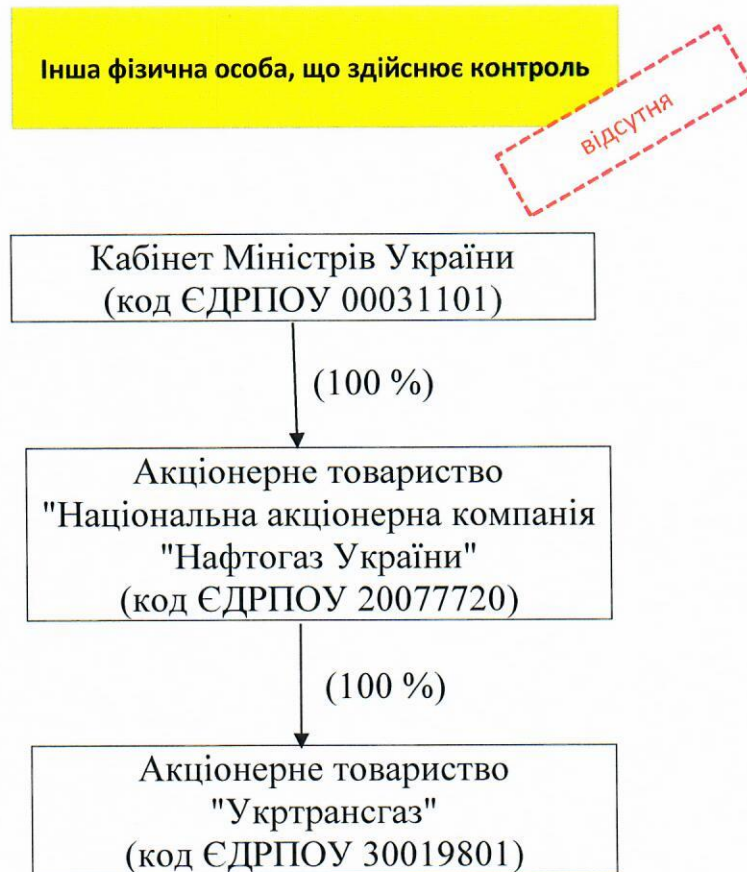 Інша фізична особа, що здійснює контроль
відсутня
Кабінет Міністрів України
(код ЄДРПОУ 00031101)
(100 %)
Акціонерне товариство
"Національна акціонерна компанія
"Нафтогаз України"
(код ЄДРПОУ 20077720)
(100 %)
Акціонерне товариство
"Укртрансгаз"
(код ЄДРПОУ 30019801)